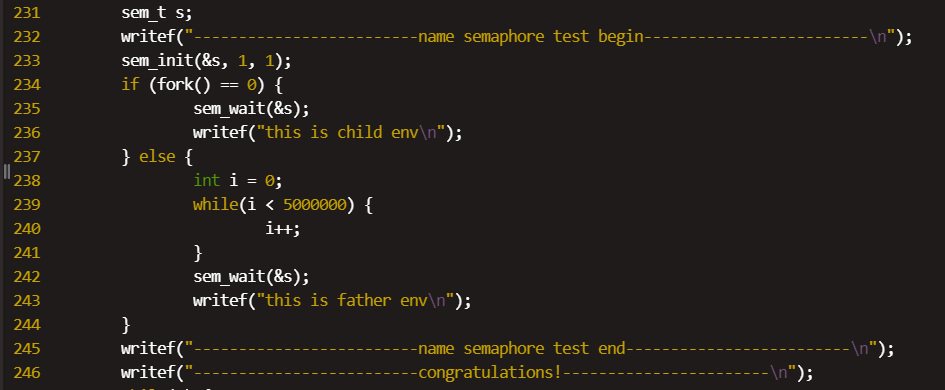 231 sem_t s;
232 writef("-------------------------name semaphore test begin-------------------------\n");
233 sem_init(&s, 1, 1);
234 if (fork() == 0) {
235 sem_wait(&s);
236 writef("this is child env\n");
237 } else {
238 int i = 0;
239 while(i < 5000000) {
240 i++;
241 }
242 sem_wait(&s);
243 writef("this is father env\n");
244 }
245 writef("-------------------------name semaphore test end-------------------------\n");
246 writef("-------------------------congratulations!-----------------------\n");